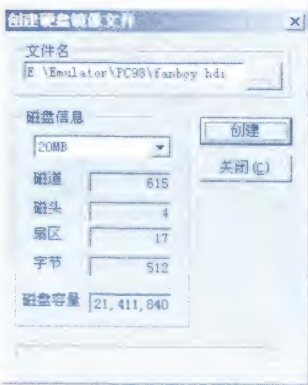 创建硬盘镜像文件
文件名
E:\Emulator\PC98\fanboy.hdi
...
磁盘信息
20MB
创建
关闭(C)
磁道 615
磁头 4
扇区 17
字节 512
磁盘容量 21,411,840